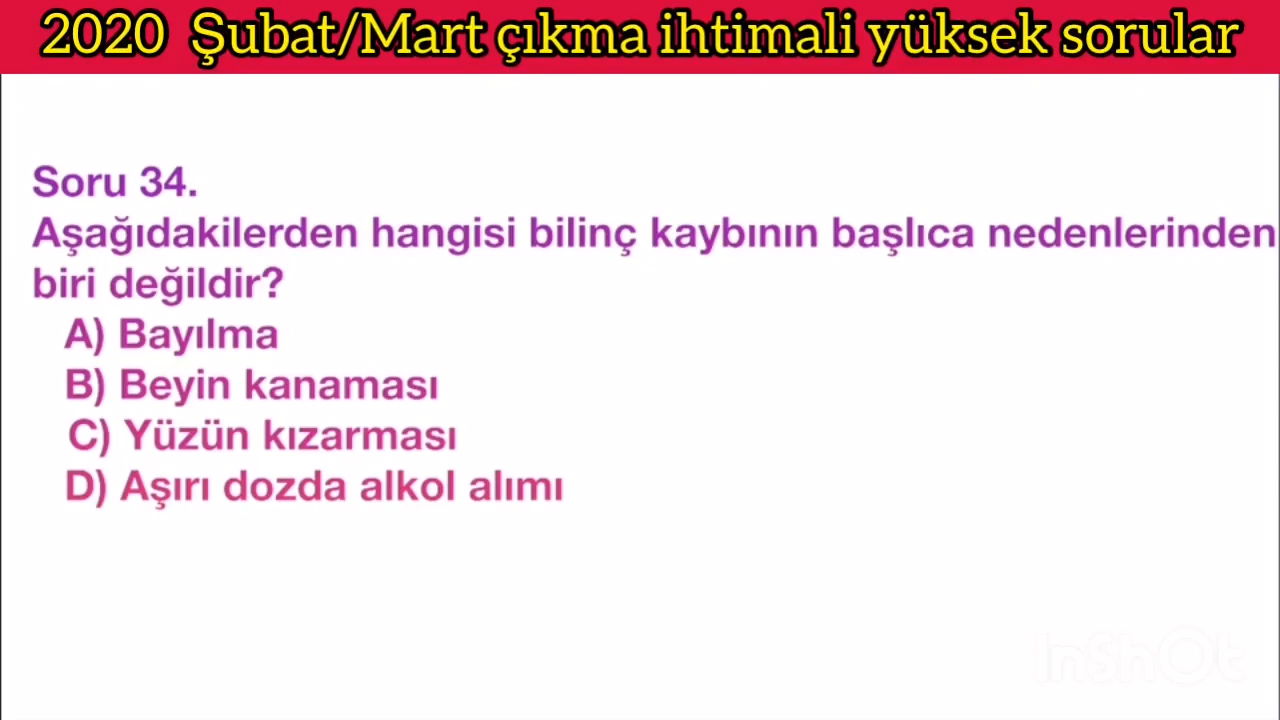 2020 Şubat/Mart çıkma ihtimali yüksek sorular
Soru 34.
Aşağıdakilerden hangisi bilinç kaybının başlıca nedenlerinden
biri değildir?
A) Bayılma
B) Beyin kanaması
C) Yüzün kızarması
D) Aşırı dozda alkol alımı
InShOt